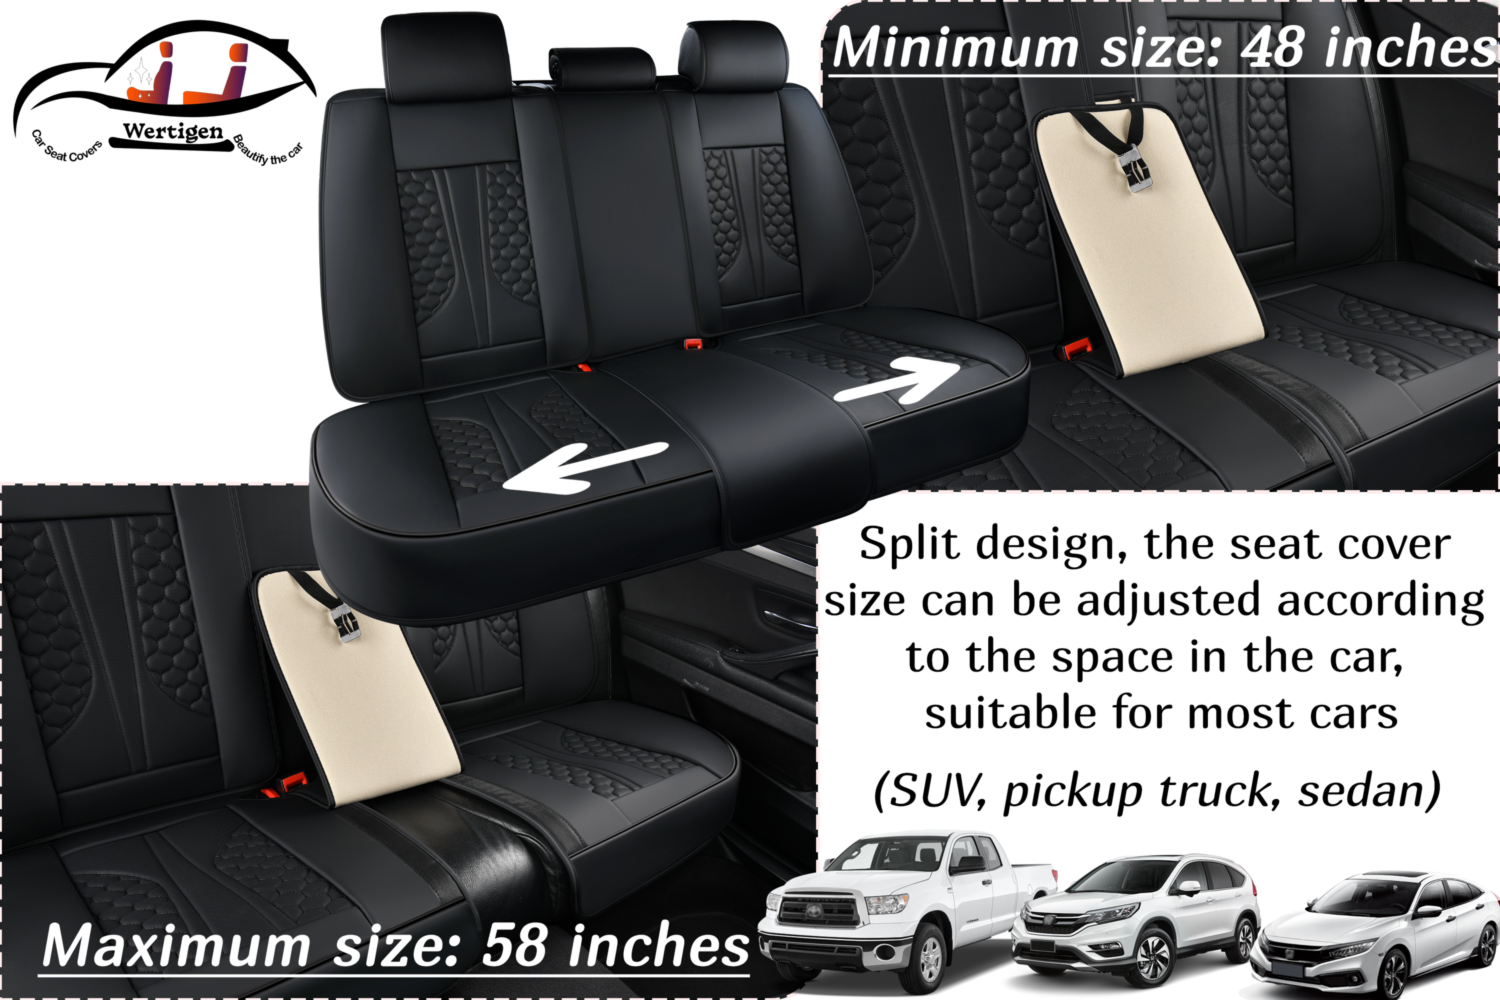 Wertigen
Car Seat Covers
Beautify the car
Minimum size: 48 inches
Split design, the seat cover
size can be adjusted according
to the space in the car,
suitable for most cars
(SUV, pickup truck, sedan)
Maximum size: 58 inches